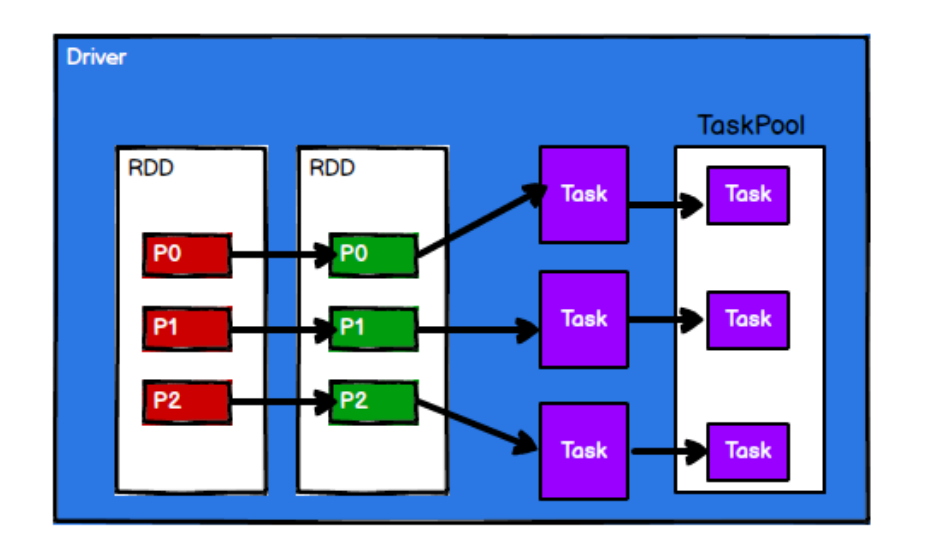 Driver
TaskPool
RDD
RDD
Task
Task
P0
P0
P1
P1
Task
Task
P2
P2
Task
Task